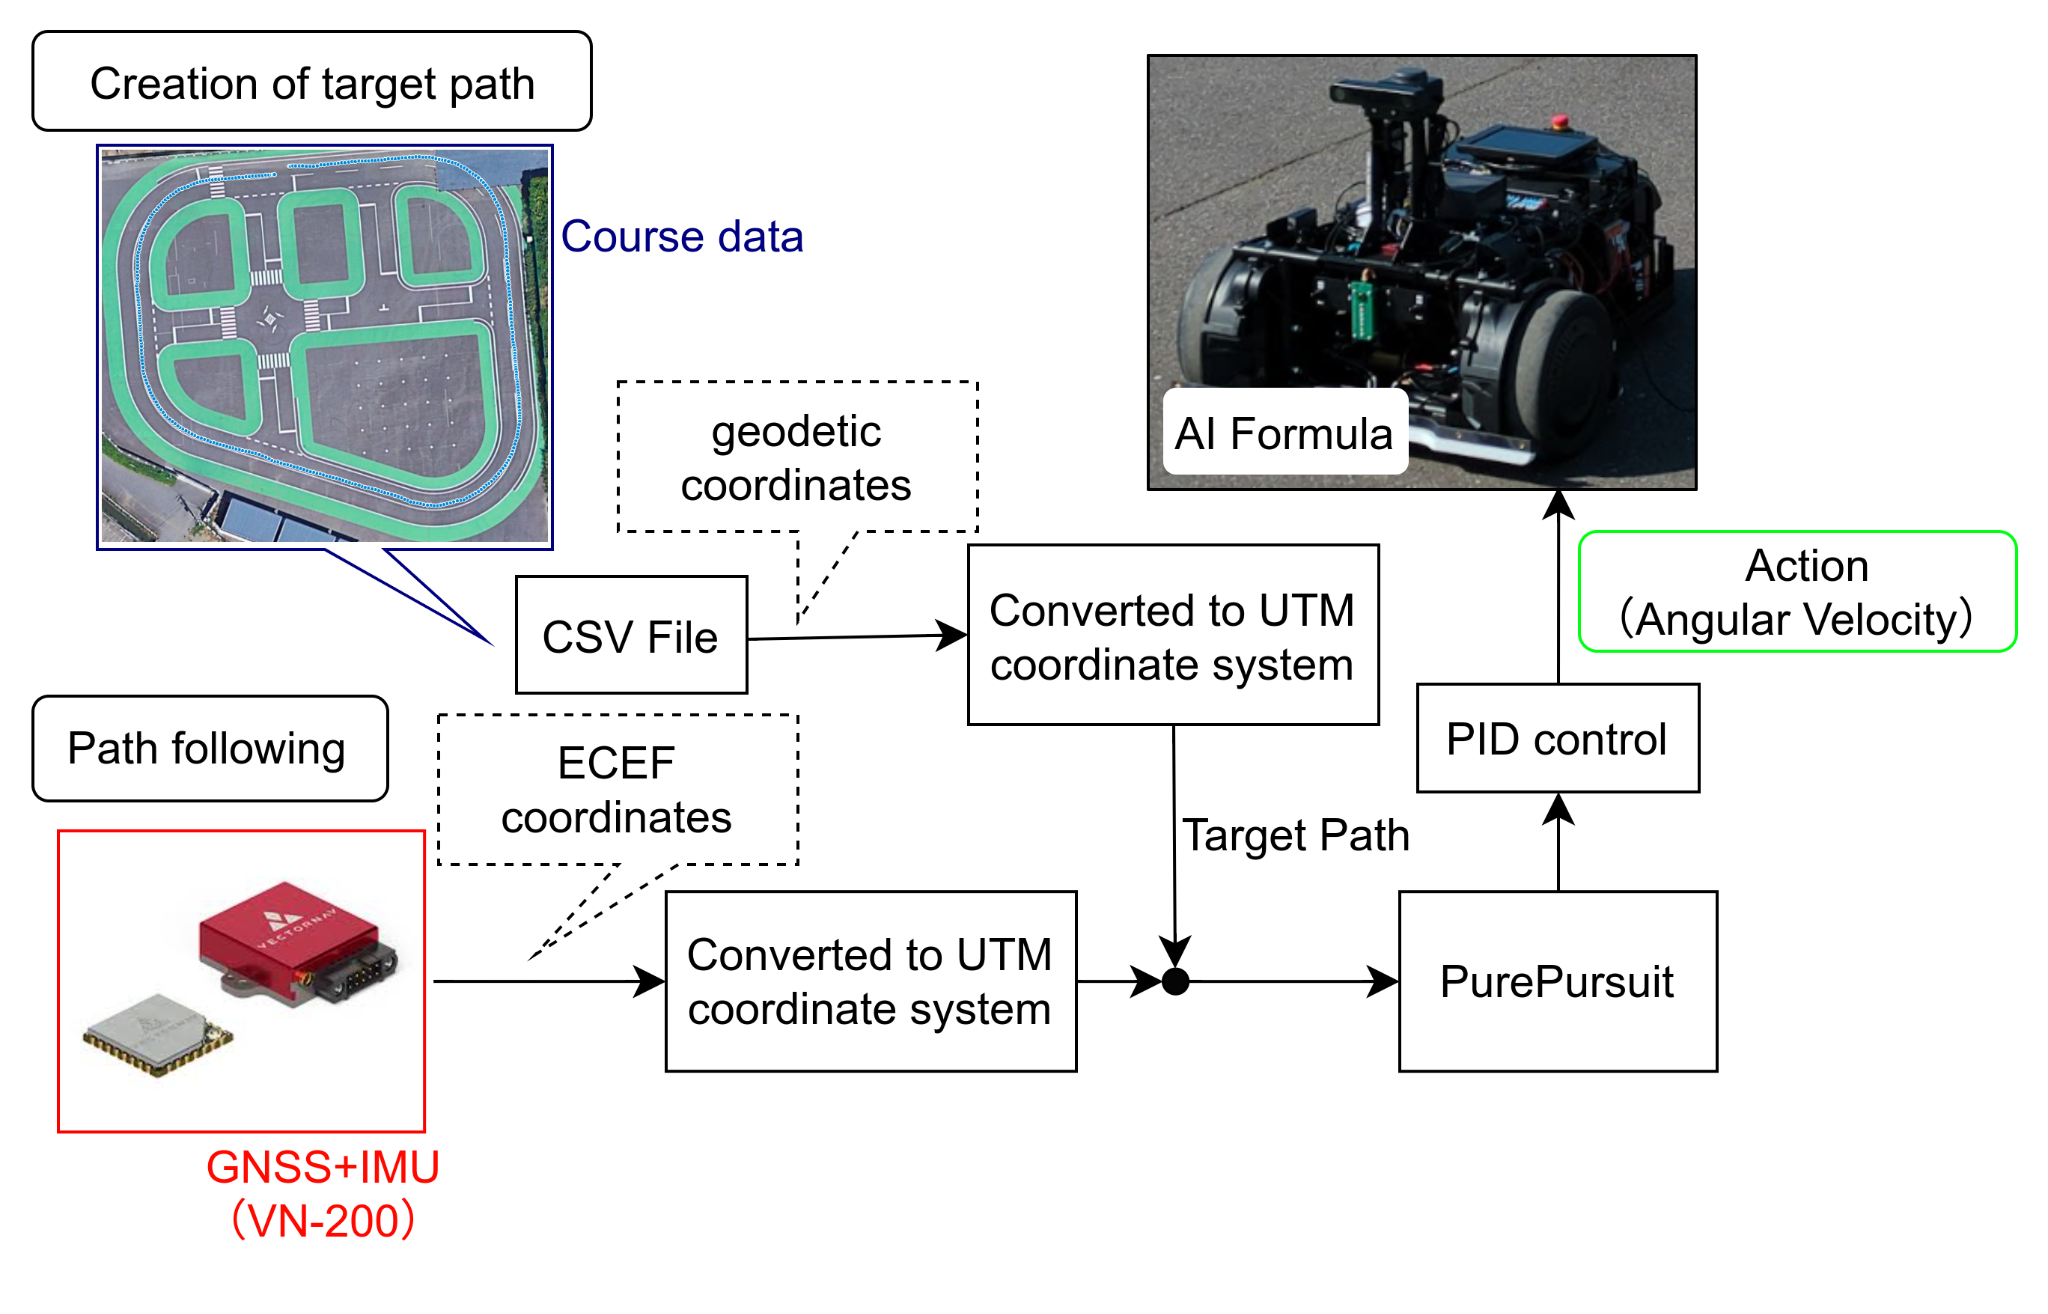 Creation of target path
Course data
geodetic
coordinates
AI Formula
CSV File
Converted to UTM
coordinate system
Action
（Angular Velocity）
Path following
ECEF
coordinates
PID control
Target Path
VECTORNAV
Converted to UTM
coordinate system
PurePursuit
GNSS+IMU
（VN-200）